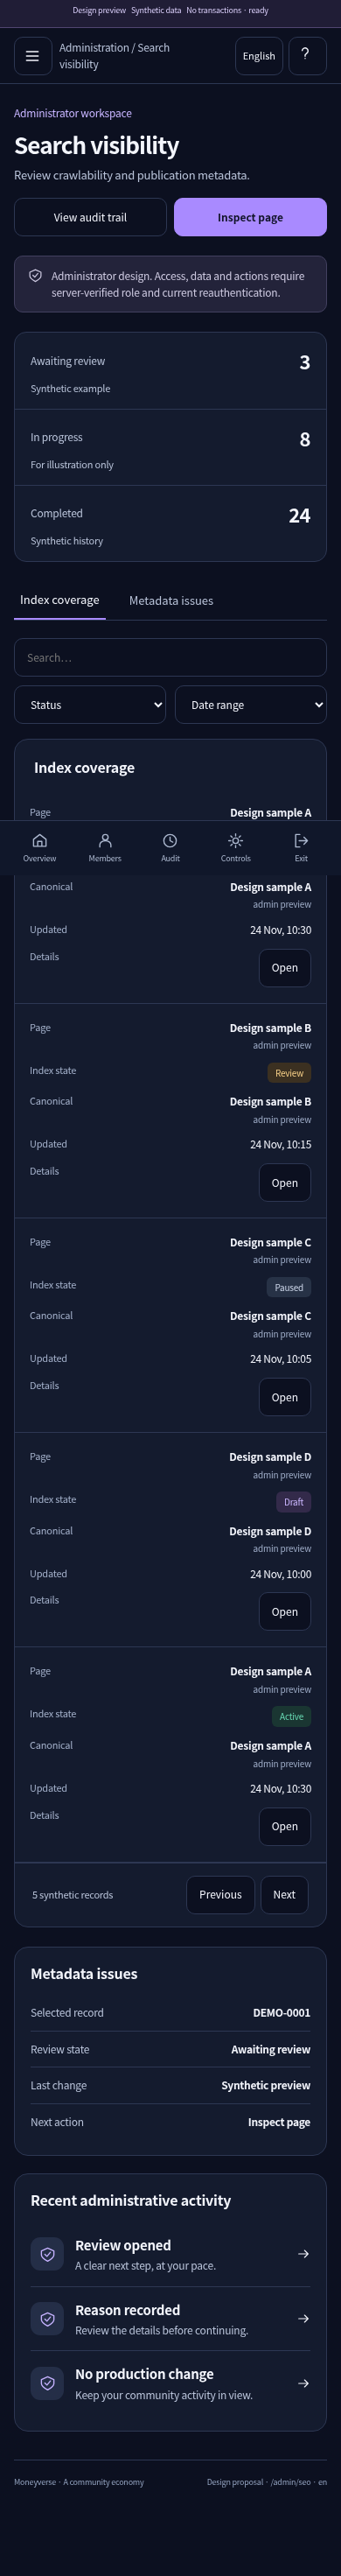 Design preview Synthetic data No transactions · ready
Administration / Search
visibility
English
?
Administrator workspace
Search visibility
Review crawlability and publication metadata.
View audit trail
Inspect page
Administrator design. Access, data and actions require
server-verified role and current reauthentication.
Awaiting review 3
Synthetic example
In progress 8
For illustration only
Completed 24
Synthetic history
Index coverage Metadata issues
Search...
Status Date range
Index coverage
Page Design sample A
Overview Members Audit Controls Exit
Canonical Design sample A
admin preview
Updated 24 Nov, 10:30
Details Open
Page Design sample B
admin preview
Index state Review
Canonical Design sample B
admin preview
Updated 24 Nov, 10:15
Details Open
Page Design sample C
admin preview
Index state Paused
Canonical Design sample C
admin preview
Updated 24 Nov, 10:05
Details Open
Page Design sample D
admin preview
Index state Draft
Canonical Design sample D
admin preview
Updated 24 Nov, 10:00
Details Open
Page Design sample A
admin preview
Index state Active
Canonical Design sample A
admin preview
Updated 24 Nov, 10:30
Details Open
5 synthetic records Previous Next
Metadata issues
Selected record DEMO-0001
Review state Awaiting review
Last change Synthetic preview
Next action Inspect page
Recent administrative activity
Review opened
A clear next step, at your pace.
Reason recorded
Review the details before continuing.
No production change
Keep your community activity in view.
Moneyverse · A community economy Design proposal · /admin/seo · en